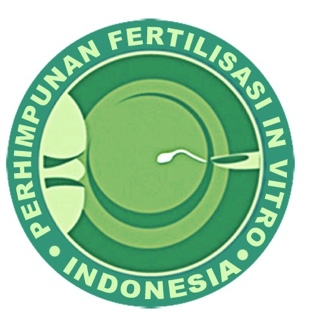 PERHIMPUNAN FERTILISASI IN VITRO
• INDONESIA •